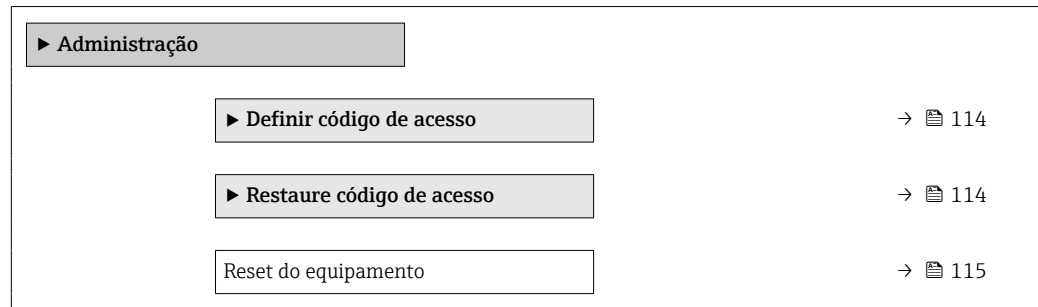 ▶ Administração
▶ Definir código de acesso → 114
▶ Restaure código de acesso → 114
Reset do equipamento → 115